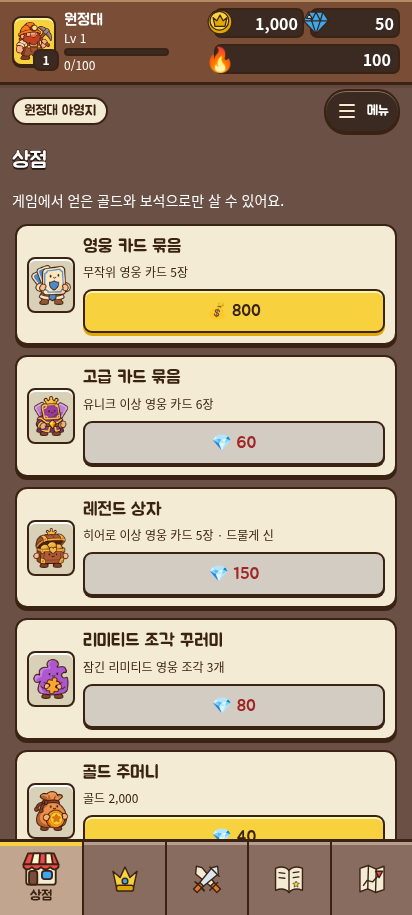 원정대
Lv 1
1
0/100
1,000
50
100
원정대 야영지
메뉴
상점
게임에서 얻은 골드와 보석으로만 살 수 있어요.
영웅 카드 묶음
무작위 영웅 카드 5장
800
고급 카드 묶음
유니크 이상 영웅 카드 6장
60
레전드 상자
히어로 이상 영웅 카드 5장 · 드물게 신
150
리미티드 조각 꾸러미
잠긴 리미티드 영웅 조각 3개
80
골드 주머니
골드 2,000
40
상점